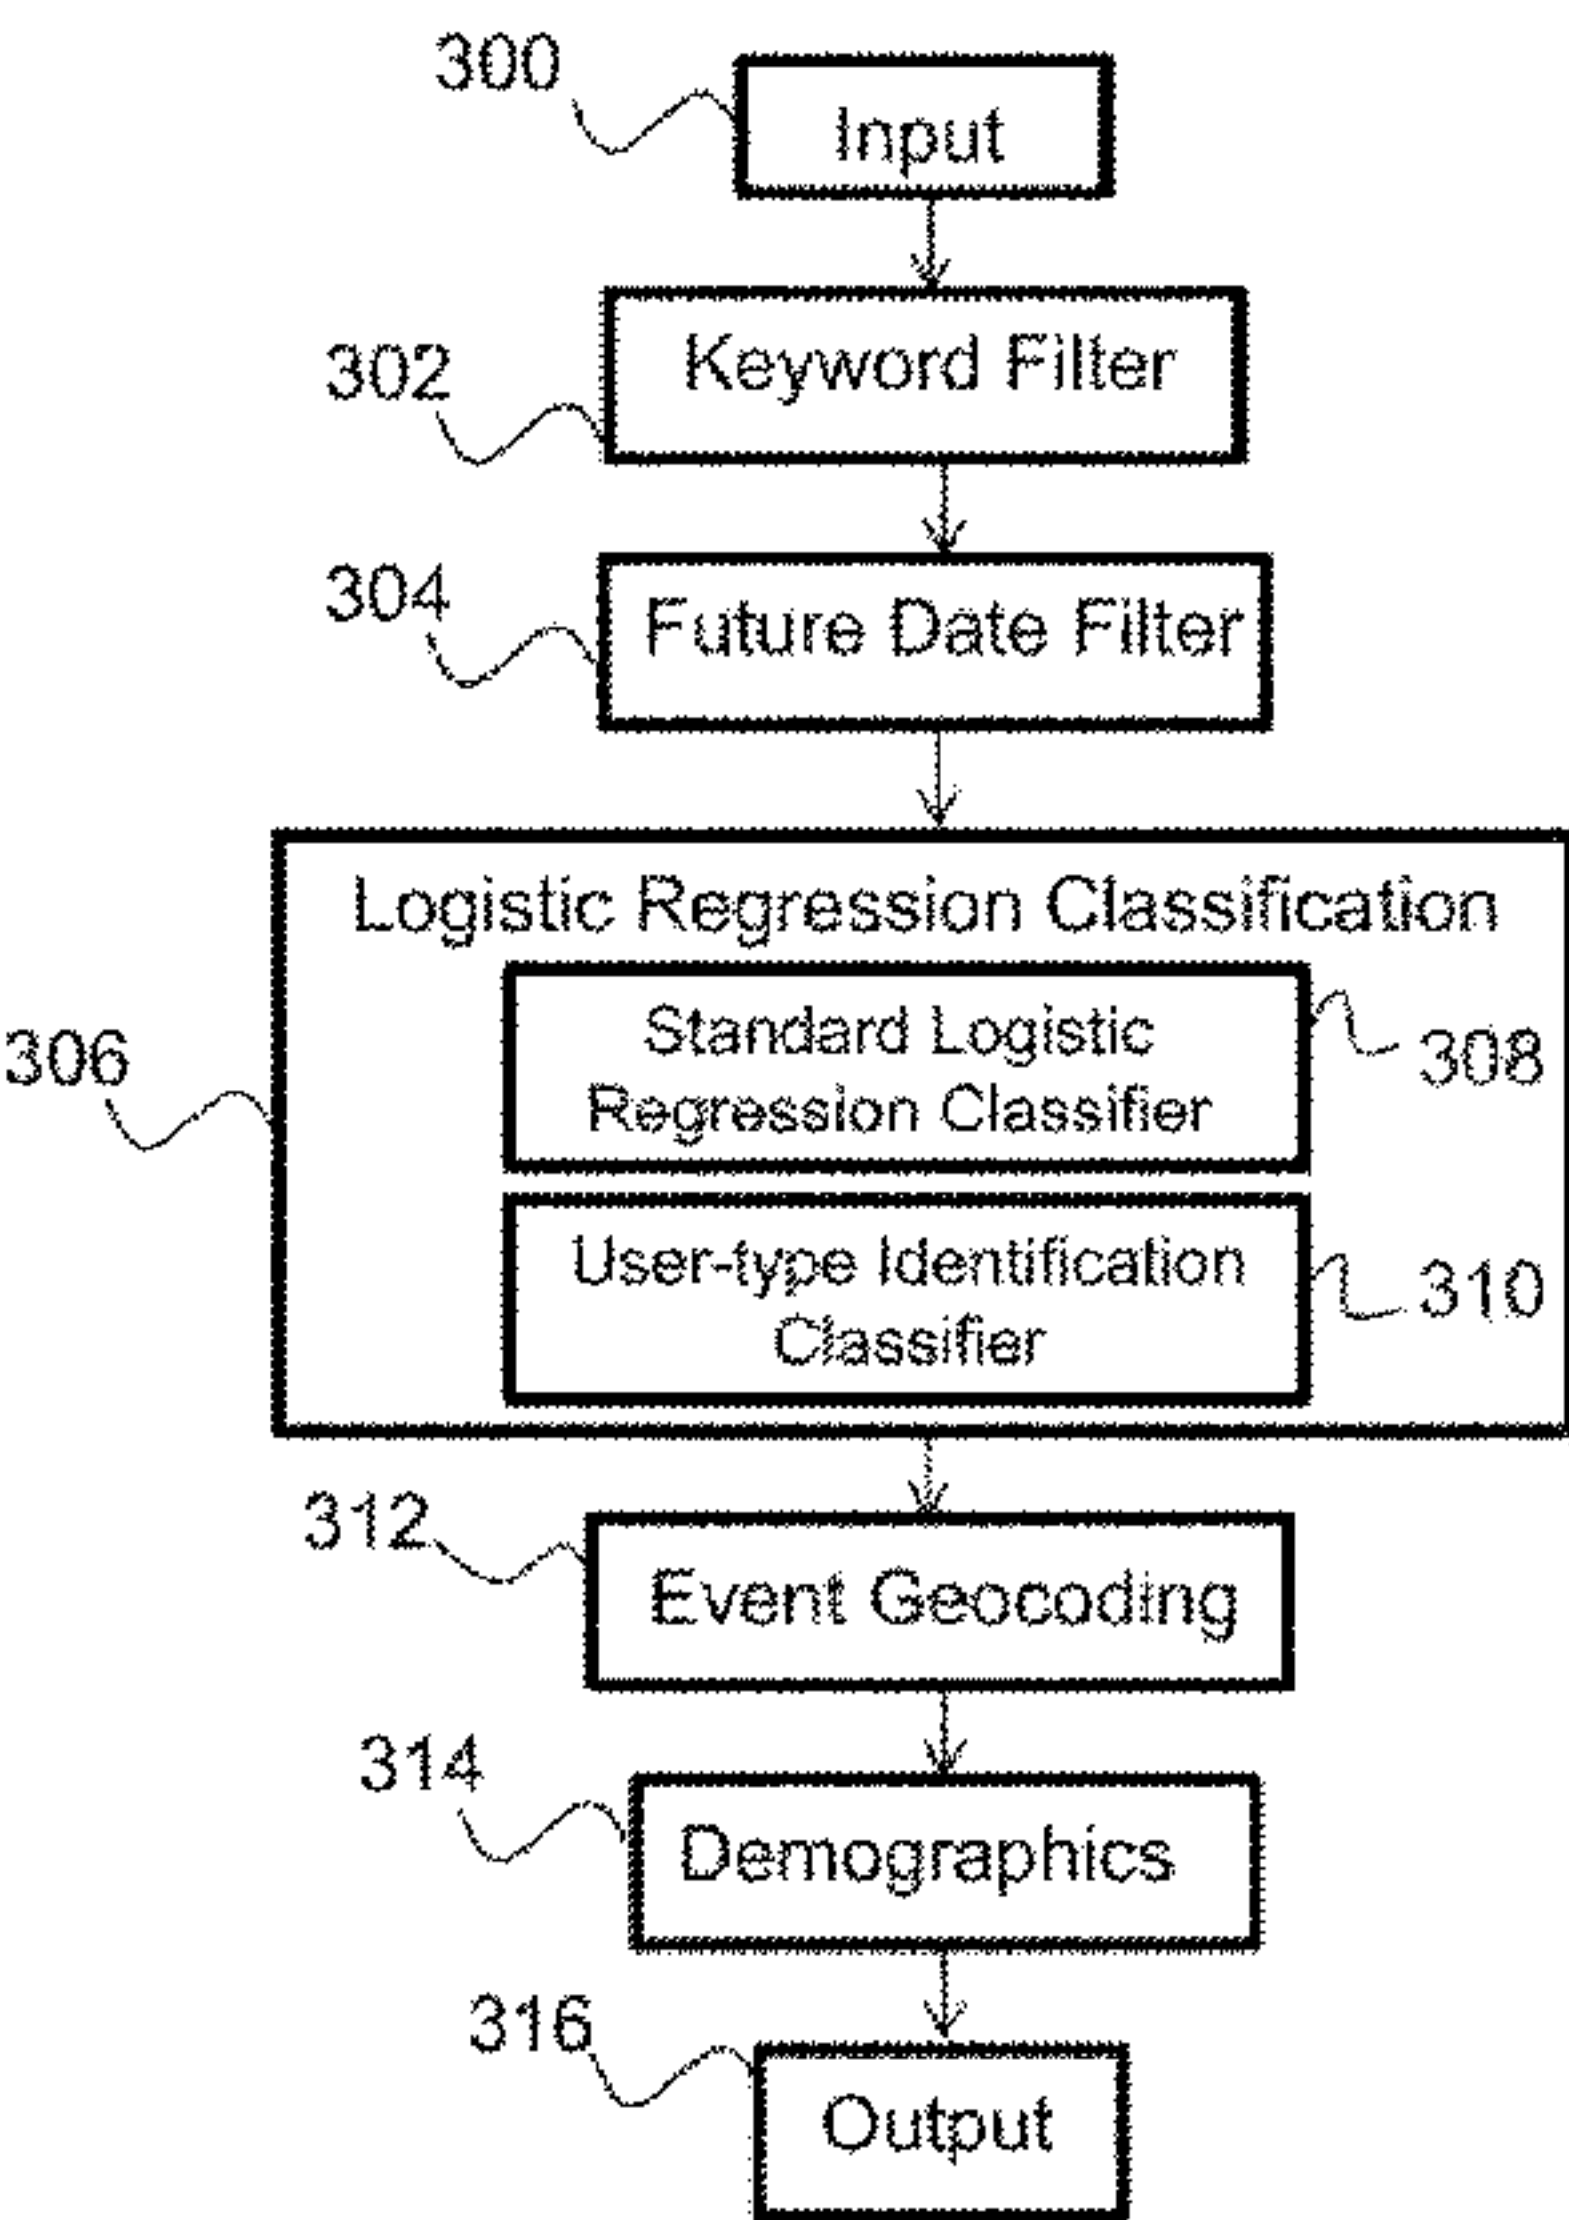 300
Input
302
Keyword Filter
304
Future Date Filter
306
Logistic Regression Classification
Standard Logistic
Regression Classifier
308
User-type Identification
Classifier
310
312
Event Geocoding
314
Demographics
316
Output